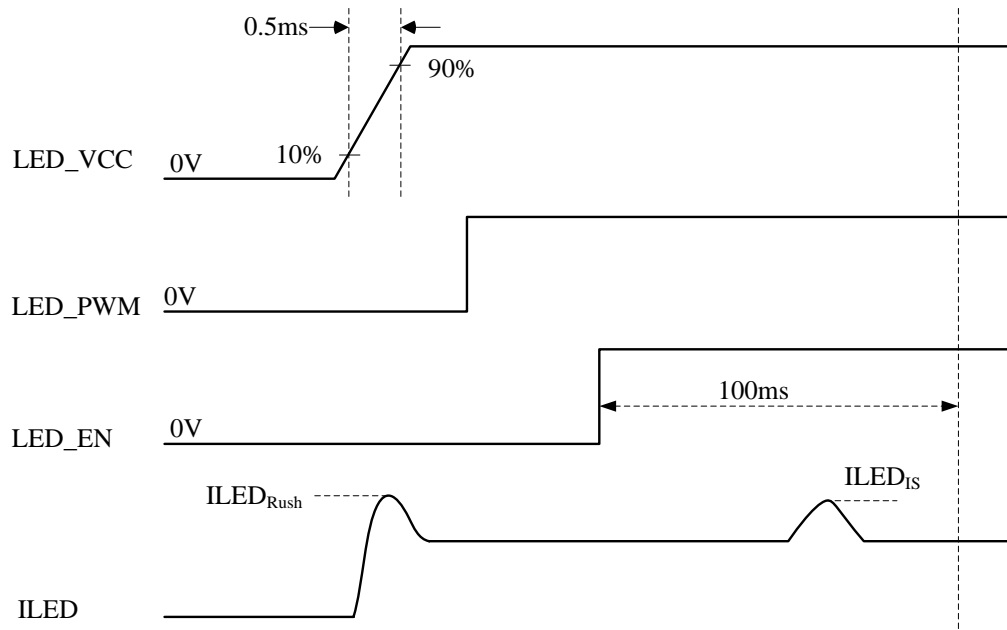 0.5ms
90%
10%
LED_VCC
0V
LED_PWM
0V
100ms
LED_EN
0V
ILEDRush
ILEDIS
ILED